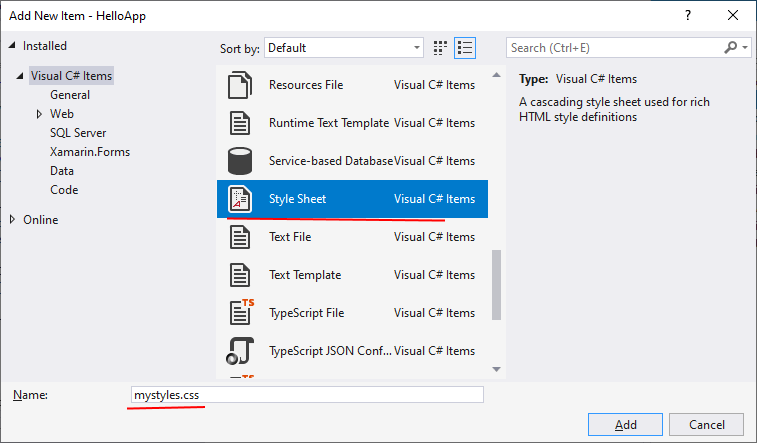 Add New Item - HelloApp
Installed
Visual C# Items
General
Web
SQL Server
Xamarin.Forms
Data
Code
Online
Sort by: Default
Resources File Visual C# Items
Runtime Text Template Visual C# Items
Service-based Database Visual C# Items
Style Sheet Visual C# Items
Text File Visual C# Items
Text Template Visual C# Items
TypeScript File Visual C# Items
TypeScript JSON Conf... Visual C# Items
Search (Ctrl+E)
Type: Visual C# Items
A cascading style sheet used for rich
HTML style definitions
Name: mystyles.css
Add Cancel